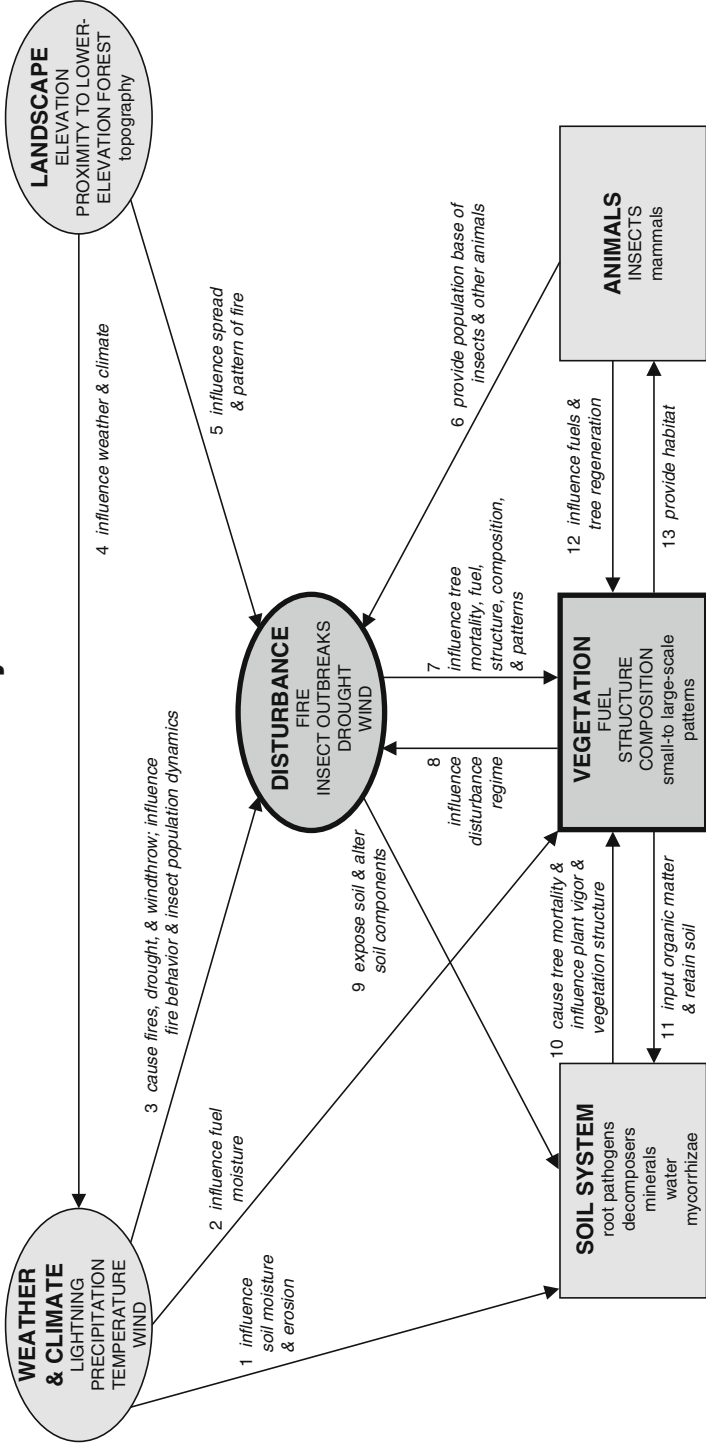 WEATHER
& CLIMATE
LIGHTNING
PRECIPITATION
TEMPERATURE
WIND
LANDSCAPE
ELEVATION
PROXIMITY TO LOWER-
ELEVATION FOREST
topography
4 influence weather & climate
3 cause fires, drought, & windthrow; influence
fire behavior & insect population dynamics
5 influence spread
& pattern of fire
2 influence fuel
moisture
1 influence
soil moisture
& erosion
DISTURBANCE
FIRE
INSECT OUTBREAKS
DROUGHT
WIND
6 provide population base of
insects & other animals
9 expose soil & alter
soil components
8
influence
disturbance
regime
7
influence tree
mortality, fuel,
structure, composition,
& patterns
SOIL SYSTEM
root pathogens
decomposers
minerals
water
mycorrhizae
10 cause tree mortality &
influence plant vigor &
vegetation structure
11 input organic matter
& retain soil
VEGETATION
FUEL
STRUCTURE
COMPOSITION
small-to large-scale
patterns
12 influence fuels &
tree regeneration
13 provide habitat
ANIMALS
INSECTS
mammals